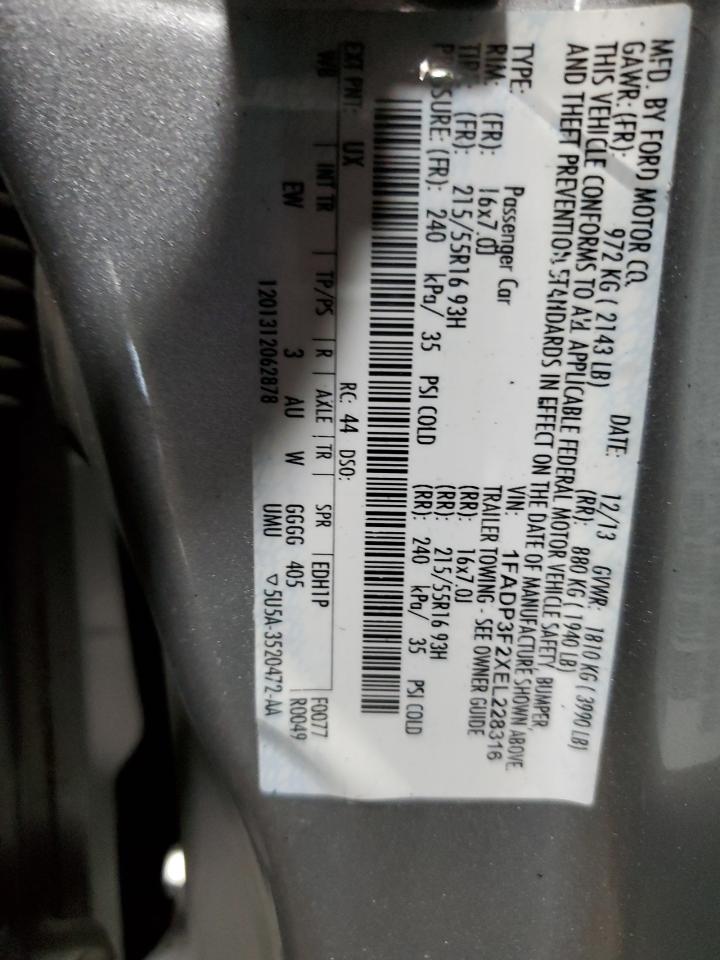 MFD. BY FORD MOTOR CO.
DATE: 12/13 GVWR: 1810 KG ( 3990 LB)
GAWR: (FR): 972 KG ( 2143 LB) (RR): 880 KG ( 1940 LB)
THIS VEHICLE CONFORMS TO ALL APPLICABLE FEDERAL MOTOR VEHICLE SAFETY, BUMPER,
AND THEFT PREVENTION STANDARDS IN EFFECT ON THE DATE OF MANUFACTURE SHOWN ABOVE.
VIN: 1FADP3F2XEL228316
TYPE: Passenger Car TRAILER TOWING - SEE OWNER GUIDE
RIM: (FR): 16x7.0J (RR): 16x7.0J
(FR): 215/55R16 93H (RR): 215/55R16 93H
(FR): 240 kPa/ 35 PSI COLD (RR): 240 kPa/ 35 PSI COLD
EXT PNT: UX RC: 44 DSO:
WB INT TR TP/PS R AXLE TR SPR EDH1P F0077
EW 3 AU W GGGG 405 R0049
1201312062878 UMU ▽5U5A-3520472-AA